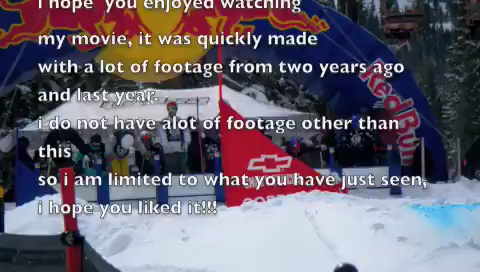 i hope you enjoyed watching
my movie, it was quickly made
with a lot of footage from two years ago
and last year.
i do not have alot of footage other than
this
so i am limited to what you have just seen,
i hope you liked it!!!
RedBull